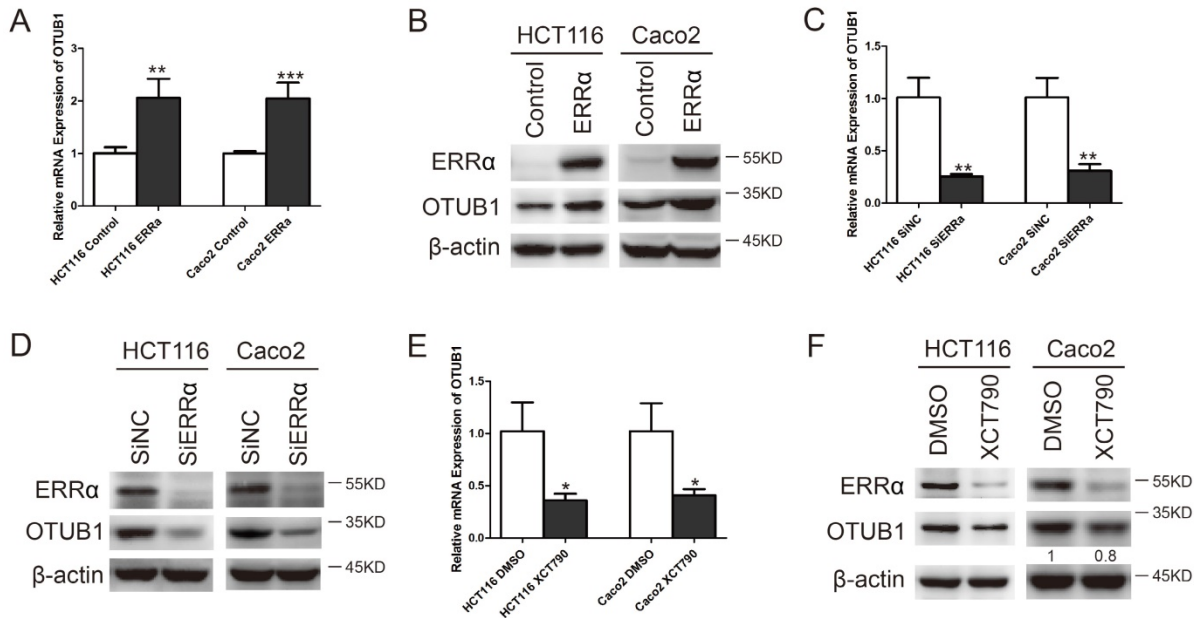 A
Relative mRNA Expression of OTUB1
3
2
1
0
**
***
HCT116 Control
HCT116 ERRa
Caco2 Control
Caco2 ERRa
B
HCT116 Caco2
Control ERRα Control ERRα
ERRα 55KD
OTUB1 35KD
β-actin 45KD
C
Relative mRNA Expression of OTUB1
1.5
1.0
0.5
0.0
**
**
HCT116 SiNC
HCT116 SiERRa
Caco2 SiNC
Caco2 SiERRa
D
HCT116 Caco2
SiNC SiERRα SiNC SiERRα
ERRα 55KD
OTUB1 35KD
β-actin 45KD
E
Relative mRNA Expression of OTUB1
1.5
1.0
0.5
0.0
*
*
HCT116 DMSO
HCT116 XCT790
Caco2 DMSO
Caco2 XCT790
F
HCT116 Caco2
DMSO XCT790 DMSO XCT790
ERRα 55KD
OTUB1 35KD
1 0.8
β-actin 45KD